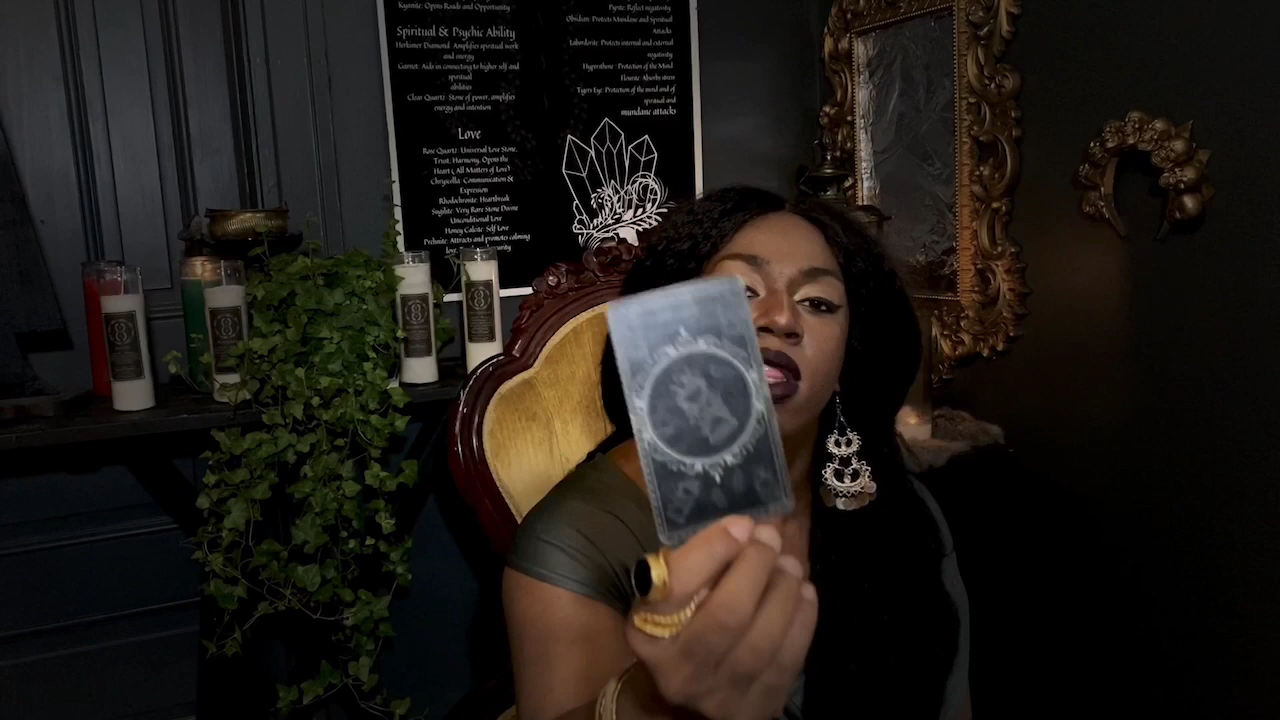 Kyanite: Opens Roads and Opportunity
Spiritual & Psychic Ability
Herkimer Diamond: Amplifies spiritual work
and energy
Garnet: Aids in connecting to higher self and
spiritual
abilities
Clear Quartz: Stone of power, amplifies
energy and intention
Love
Rose Quartz: Universal Love Stone,
Trust, Harmony, Opens the
Heart ( All Matters of Love)
Chrycolla: Communication &
Expression
Rhodochrosite: Heartbreak
Sugilite: Very Rare Stone Divine
Unconditional Love
Honey Calcite: Self Love
Prehnite: Attracts and promotes calming
love,
Pyrite: Reflect negativity
Obsidian: Protects Mundane and Spiritual
Attacks
Labordorite: Protects internal and external
negativity
Hypersthene : Protection of the Mind
Flourite: Absorbs stress
Tigers Eye: Protection of the mind and of
spiritual and
mundane attacks